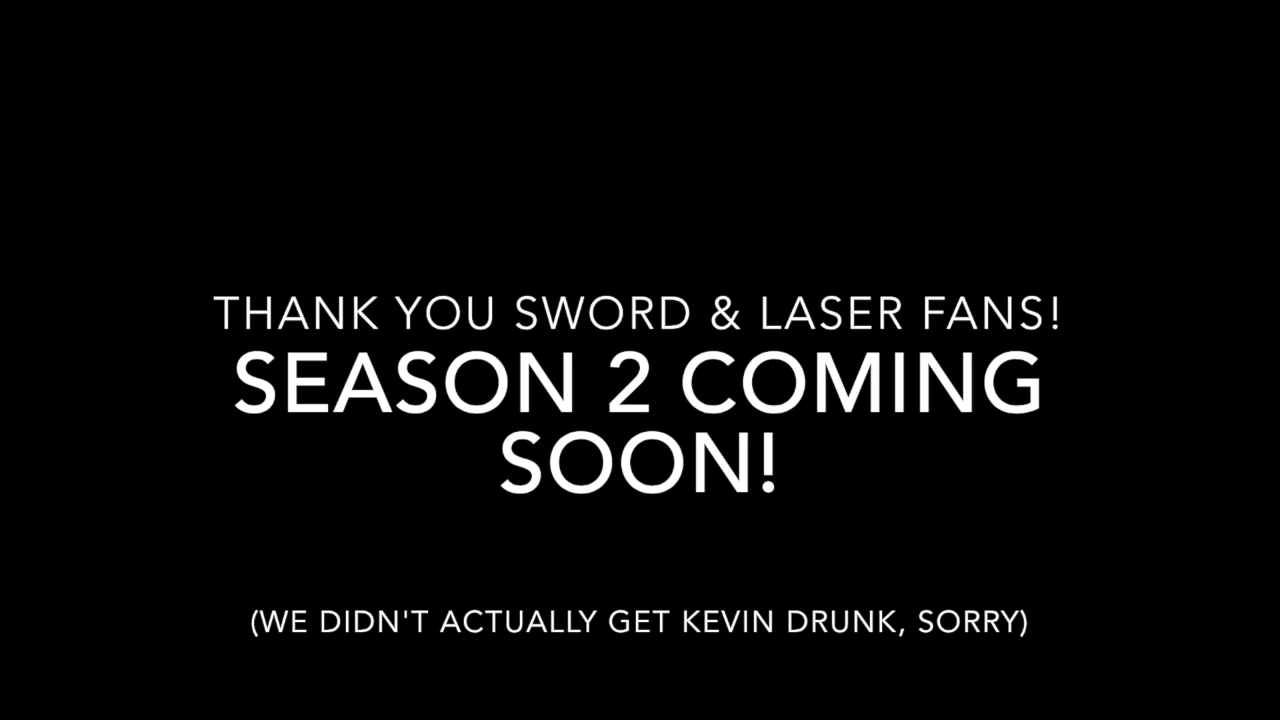 THANK YOU SWORD & LASER FANS!
SEASON 2 COMING
SOON!
(WE DIDN'T ACTUALLY GET KEVIN DRUNK, SORRY)